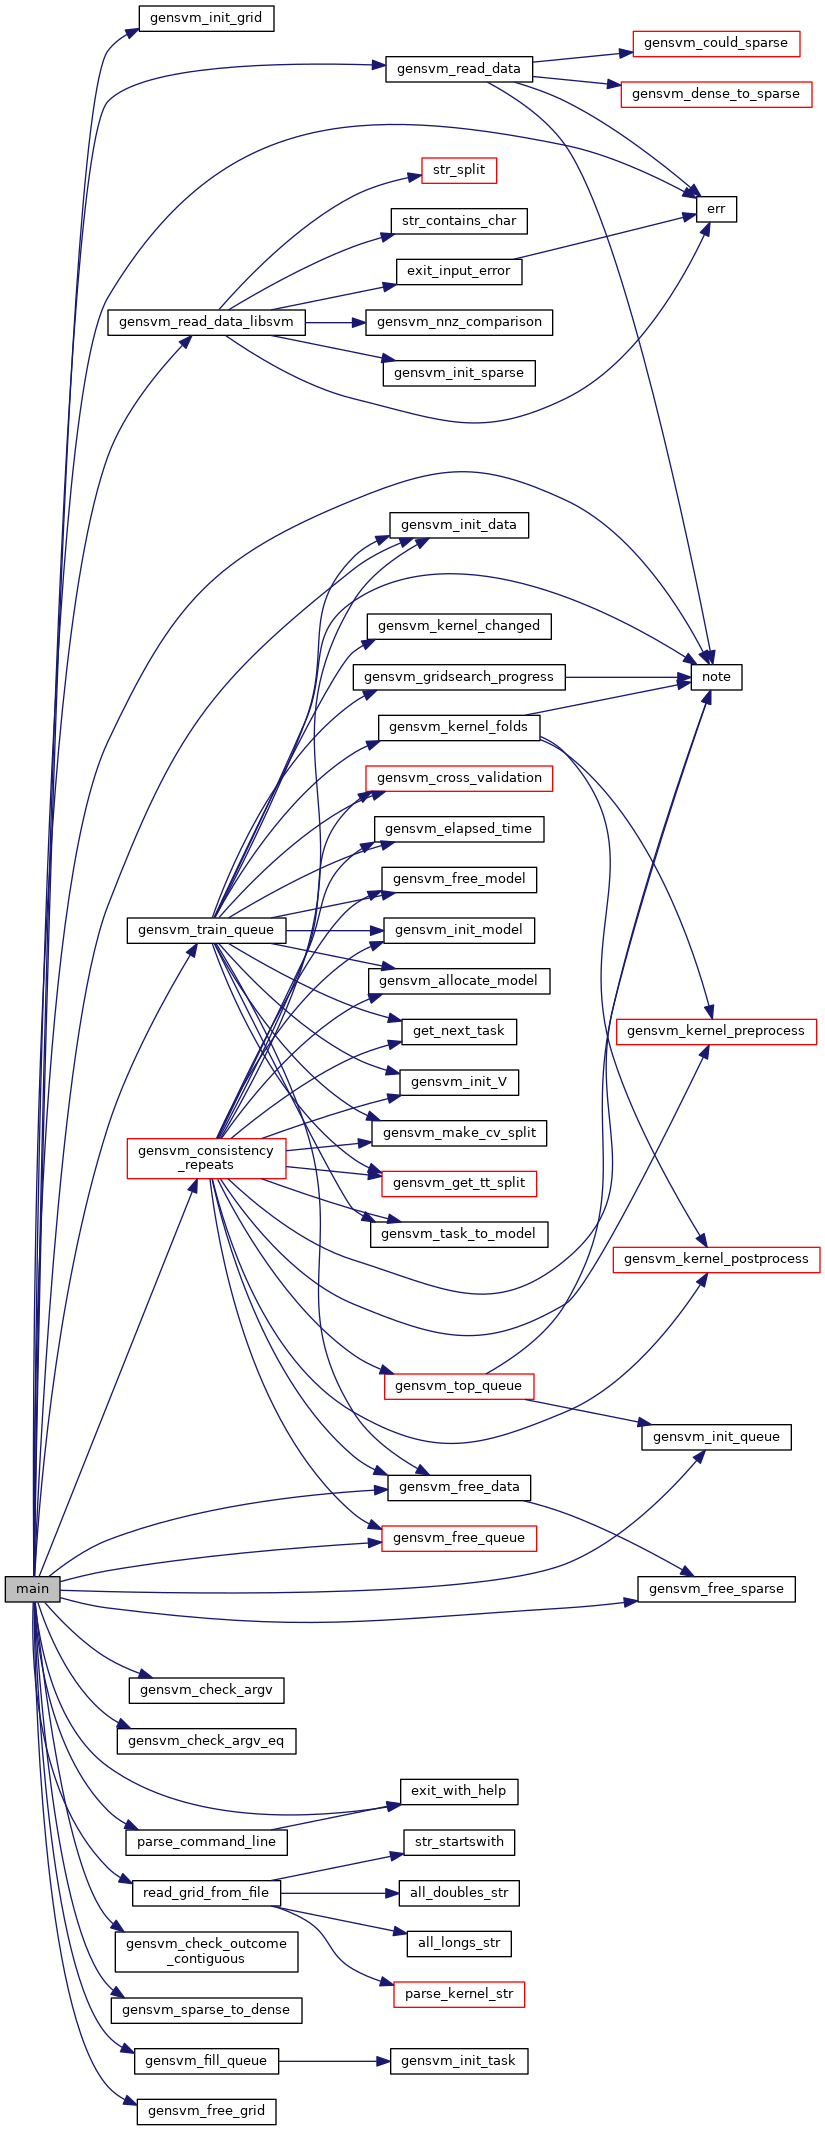 gensvm_init_grid
gensvm_could_sparse
gensvm_read_data
gensvm_dense_to_sparse
str_split
err
str_contains_char
exit_input_error
gensvm_read_data_libsvm
gensvm_nnz_comparison
gensvm_init_sparse
gensvm_init_data
gensvm_kernel_changed
gensvm_gridsearch_progress
note
gensvm_kernel_folds
gensvm_cross_validation
gensvm_elapsed_time
gensvm_free_model
gensvm_train_queue
gensvm_init_model
gensvm_allocate_model
get_next_task
gensvm_kernel_preprocess
gensvm_init_V
gensvm_make_cv_split
gensvm_consistency
_repeats
gensvm_get_tt_split
gensvm_task_to_model
gensvm_kernel_postprocess
gensvm_top_queue
gensvm_init_queue
gensvm_free_data
gensvm_free_queue
main
gensvm_free_sparse
gensvm_check_argv
gensvm_check_argv_eq
exit_with_help
parse_command_line
str_startswith
read_grid_from_file
all_doubles_str
gensvm_check_outcome
_contiguous
all_longs_str
parse_kernel_str
gensvm_sparse_to_dense
gensvm_fill_queue
gensvm_init_task
gensvm_free_grid